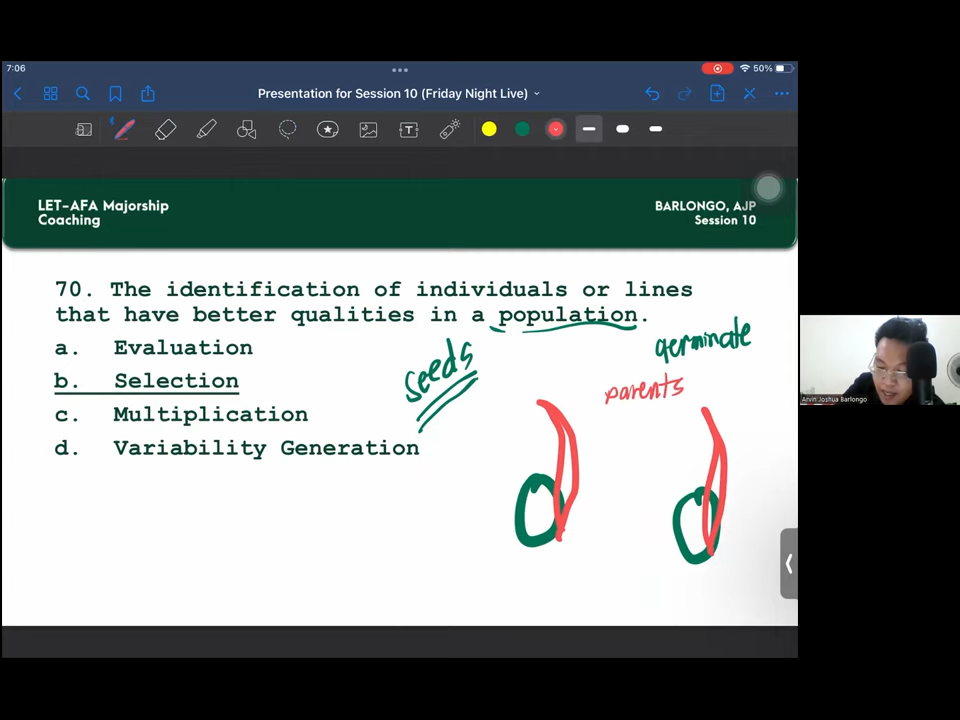 7:06
50%
Presentation for Session 10 (Friday Night Live)
LET-AFA Majorship
Coaching
BARLONGO, AJP
Session 10
70. The identification of individuals or lines
that have better qualities in a population.
a. Evaluation
b. Selection
c. Multiplication
d. Variability Generation
seeds
germinate
parents
Arvin Joshua Barlongo